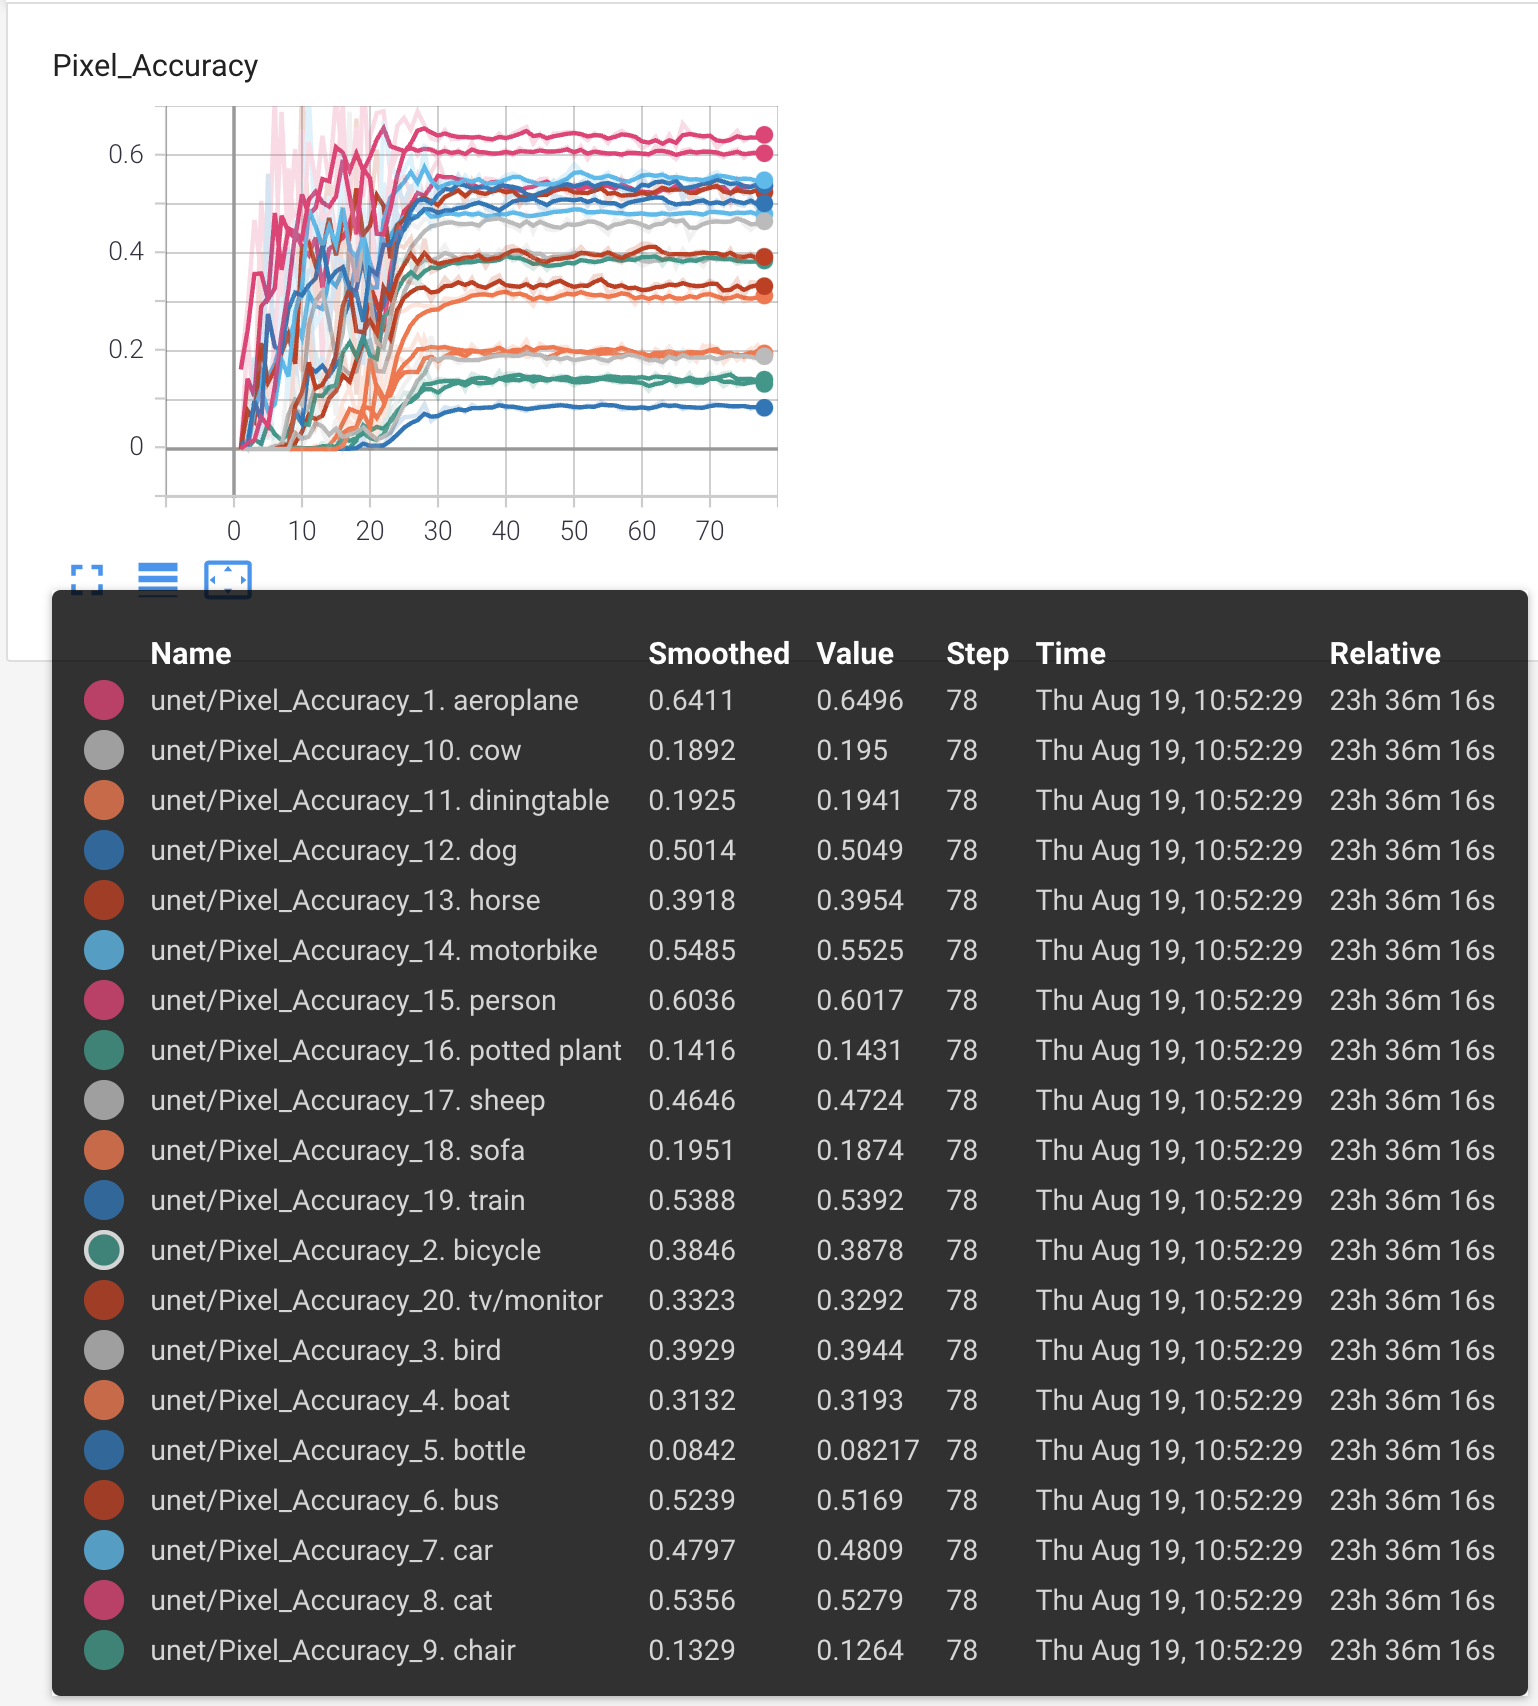 Pixel_Accuracy
0.6
0.4
0.2
0
0 10 20 30 40 50 60 70
Name Smoothed Value Step Time Relative
unet/Pixel_Accuracy_1. aeroplane 0.6411 0.6496 78 Thu Aug 19, 10:52:29 23h 36m 16s
unet/Pixel_Accuracy_10. cow 0.1892 0.195 78 Thu Aug 19, 10:52:29 23h 36m 16s
unet/Pixel_Accuracy_11. diningtable 0.1925 0.1941 78 Thu Aug 19, 10:52:29 23h 36m 16s
unet/Pixel_Accuracy_12. dog 0.5014 0.5049 78 Thu Aug 19, 10:52:29 23h 36m 16s
unet/Pixel_Accuracy_13. horse 0.3918 0.3954 78 Thu Aug 19, 10:52:29 23h 36m 16s
unet/Pixel_Accuracy_14. motorbike 0.5485 0.5525 78 Thu Aug 19, 10:52:29 23h 36m 16s
unet/Pixel_Accuracy_15. person 0.6036 0.6017 78 Thu Aug 19, 10:52:29 23h 36m 16s
unet/Pixel_Accuracy_16. potted plant 0.1416 0.1431 78 Thu Aug 19, 10:52:29 23h 36m 16s
unet/Pixel_Accuracy_17. sheep 0.4646 0.4724 78 Thu Aug 19, 10:52:29 23h 36m 16s
unet/Pixel_Accuracy_18. sofa 0.1951 0.1874 78 Thu Aug 19, 10:52:29 23h 36m 16s
unet/Pixel_Accuracy_19. train 0.5388 0.5392 78 Thu Aug 19, 10:52:29 23h 36m 16s
unet/Pixel_Accuracy_2. bicycle 0.3846 0.3878 78 Thu Aug 19, 10:52:29 23h 36m 16s
unet/Pixel_Accuracy_20. tv/monitor 0.3323 0.3292 78 Thu Aug 19, 10:52:29 23h 36m 16s
unet/Pixel_Accuracy_3. bird 0.3929 0.3944 78 Thu Aug 19, 10:52:29 23h 36m 16s
unet/Pixel_Accuracy_4. boat 0.3132 0.3193 78 Thu Aug 19, 10:52:29 23h 36m 16s
unet/Pixel_Accuracy_5. bottle 0.0842 0.08217 78 Thu Aug 19, 10:52:29 23h 36m 16s
unet/Pixel_Accuracy_6. bus 0.5239 0.5169 78 Thu Aug 19, 10:52:29 23h 36m 16s
unet/Pixel_Accuracy_7. car 0.4797 0.4809 78 Thu Aug 19, 10:52:29 23h 36m 16s
unet/Pixel_Accuracy_8. cat 0.5356 0.5279 78 Thu Aug 19, 10:52:29 23h 36m 16s
unet/Pixel_Accuracy_9. chair 0.1329 0.1264 78 Thu Aug 19, 10:52:29 23h 36m 16s